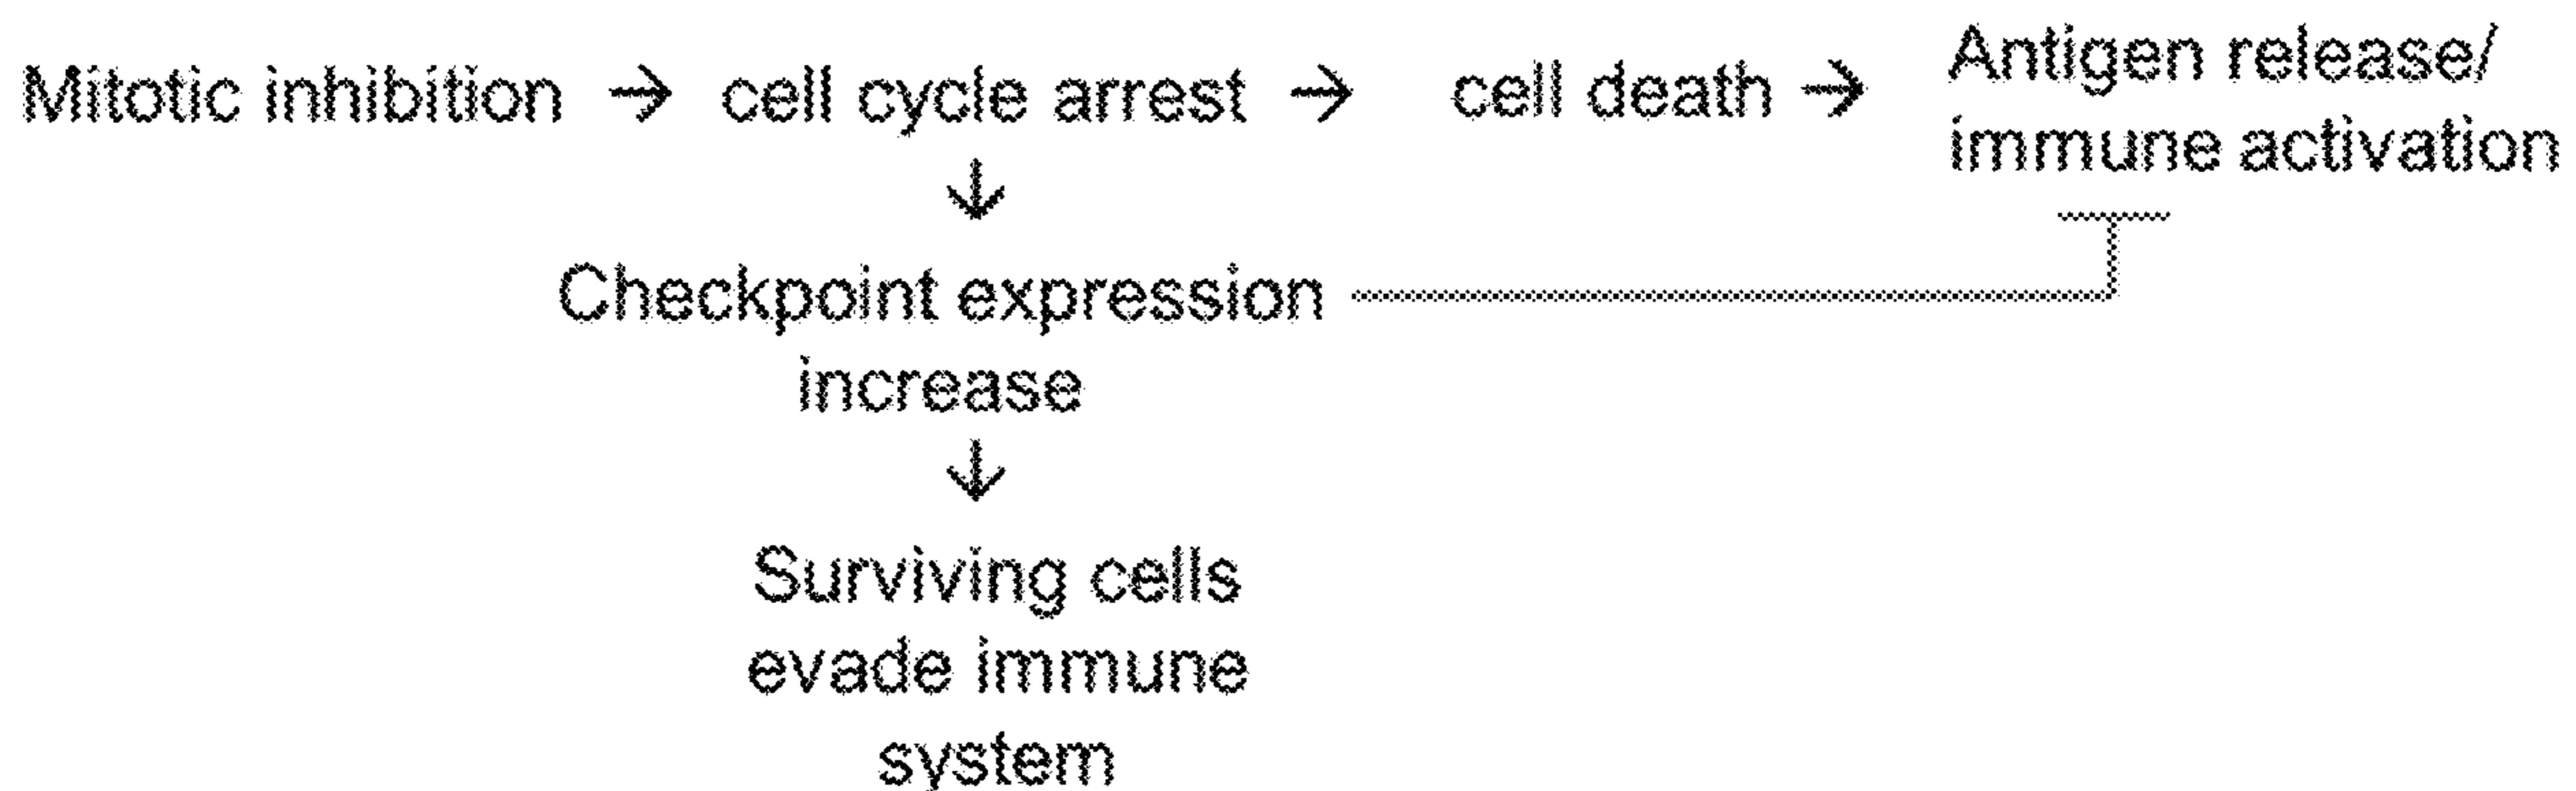 Mitotic inhibition → cell cycle arrest → cell death → Antigen release/
immune activation
↓
Checkpoint expression
increase
↓
Surviving cells
evade immune
system